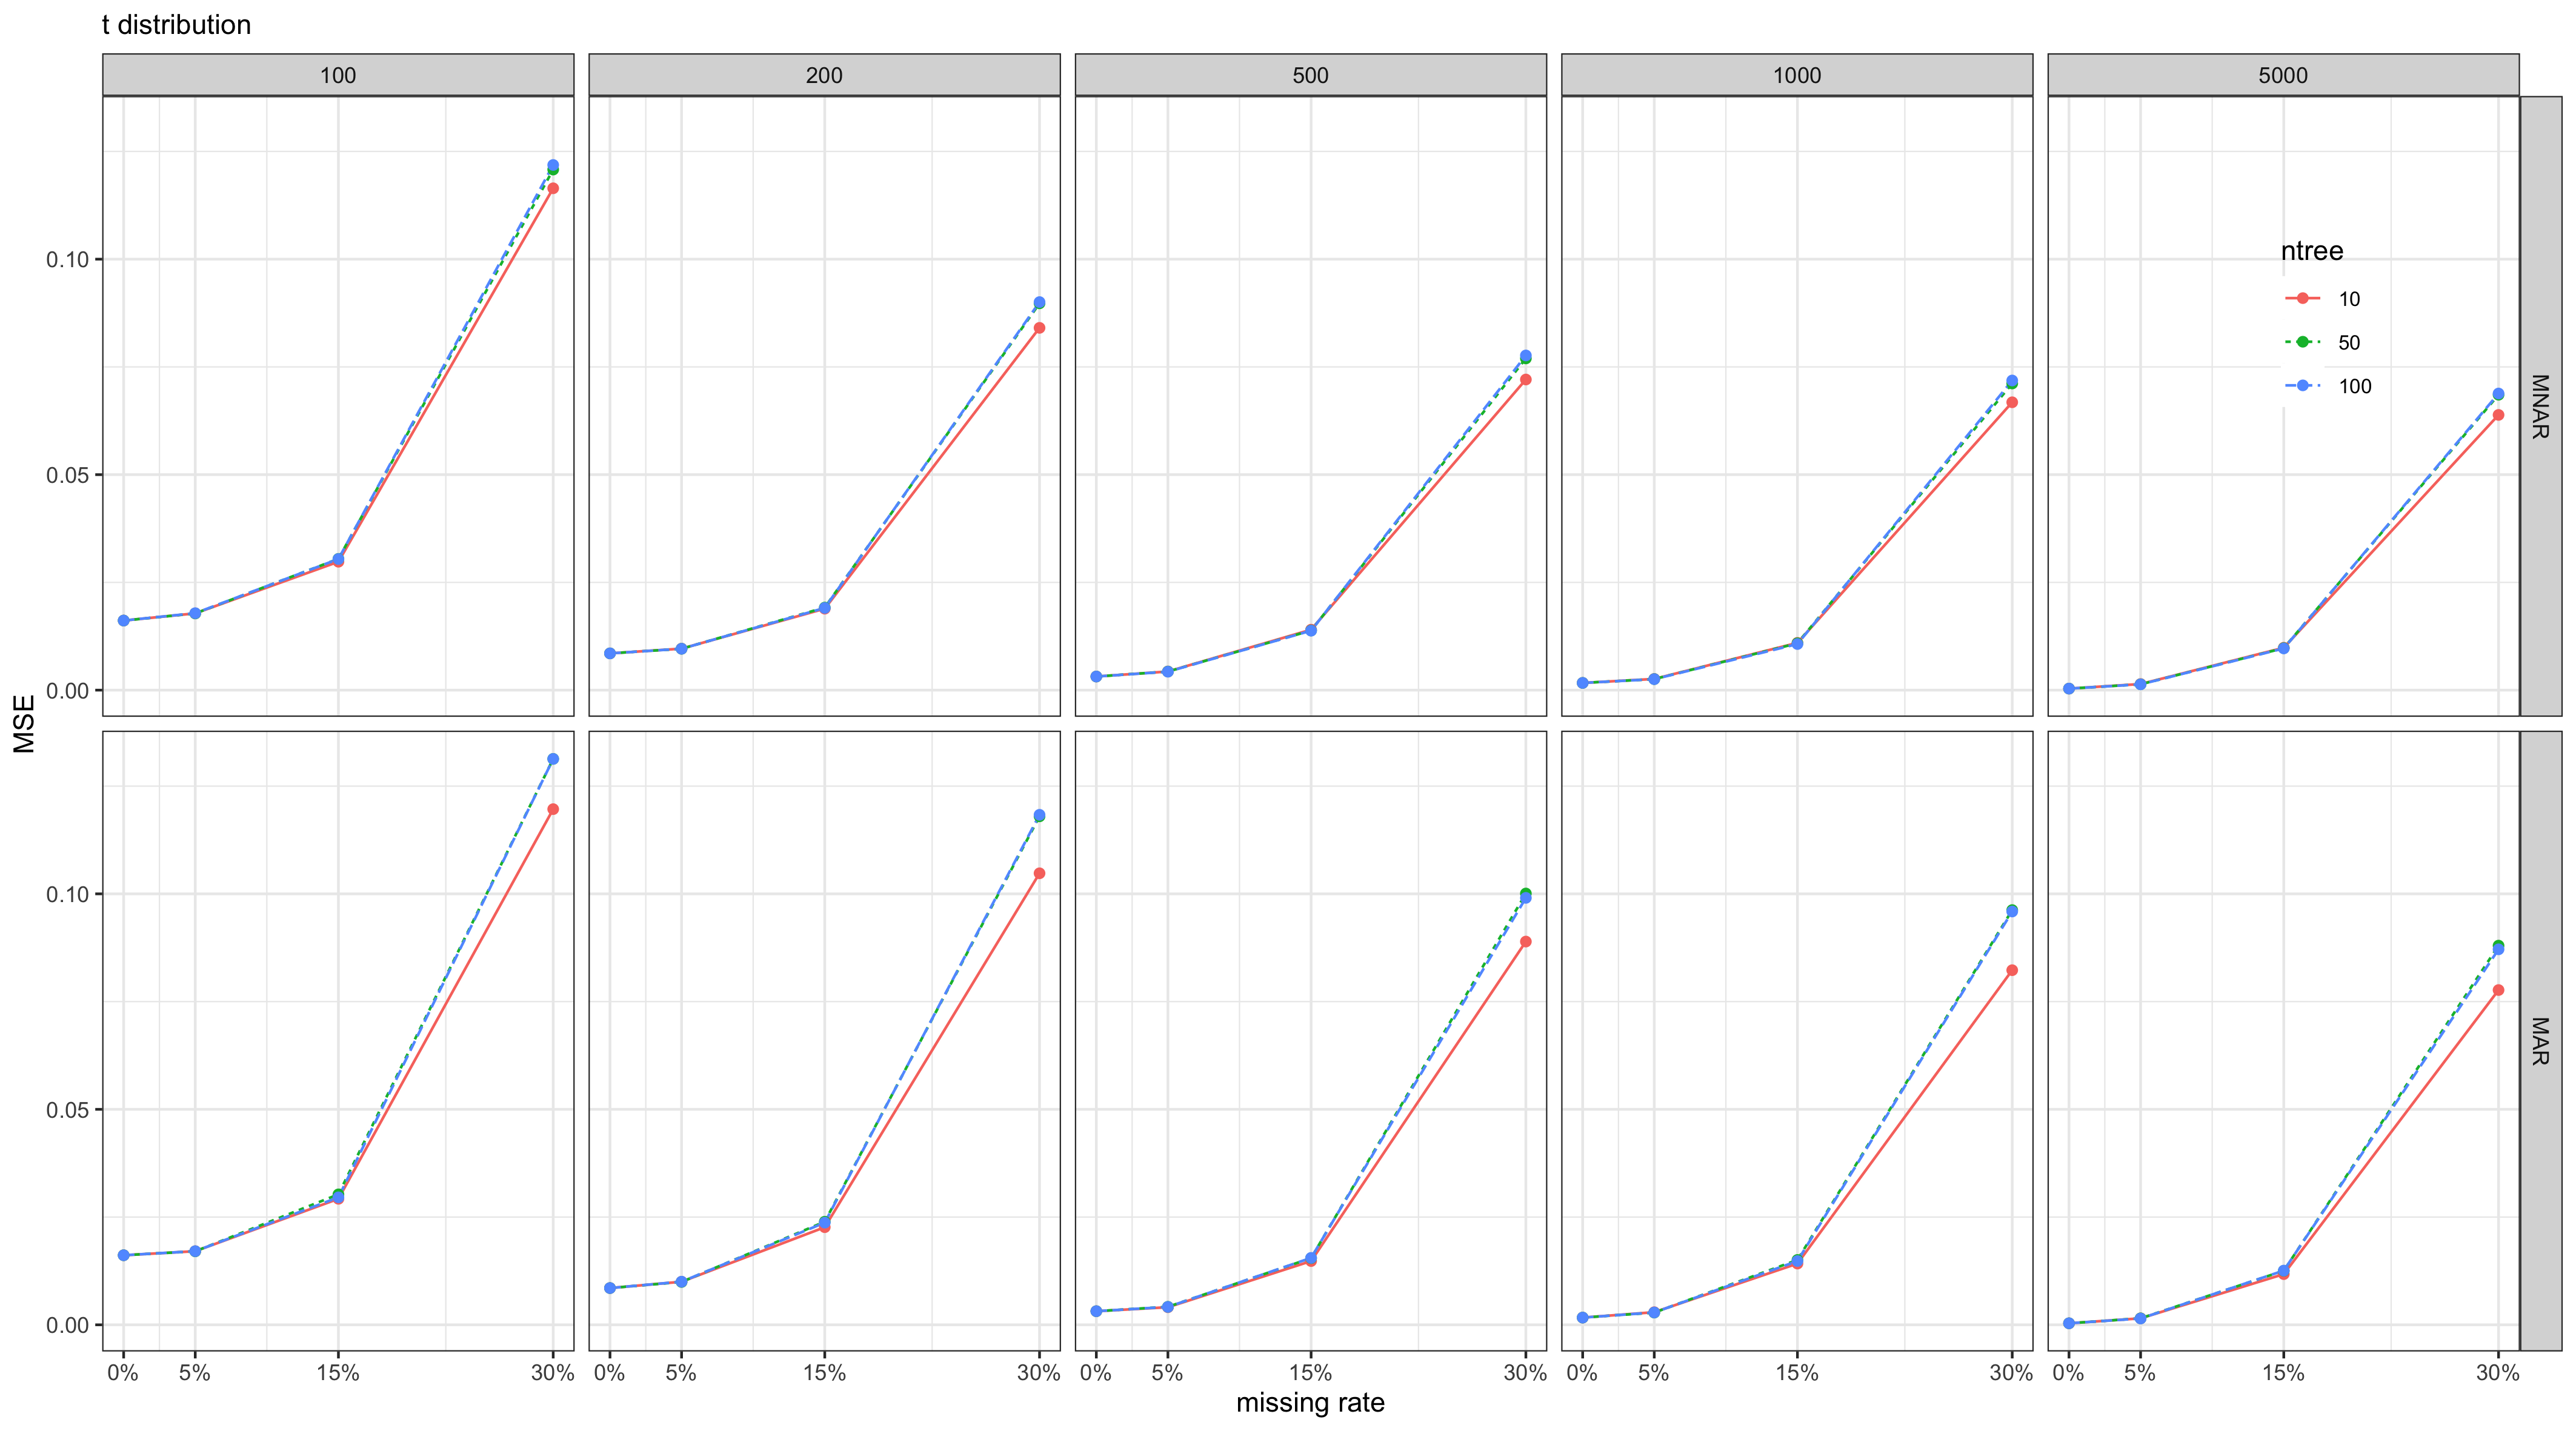 t distribution
100 200 500 1000 5000
MNAR
0.10
0.05
0.00
ntree
10
50
100
MSE
MAR
0.10
0.05
0.00
0% 5% 15% 30% 0% 5% 15% 30% 0% 5% 15% 30% 0% 5% 15% 30% 0% 5% 15% 30%
missing rate